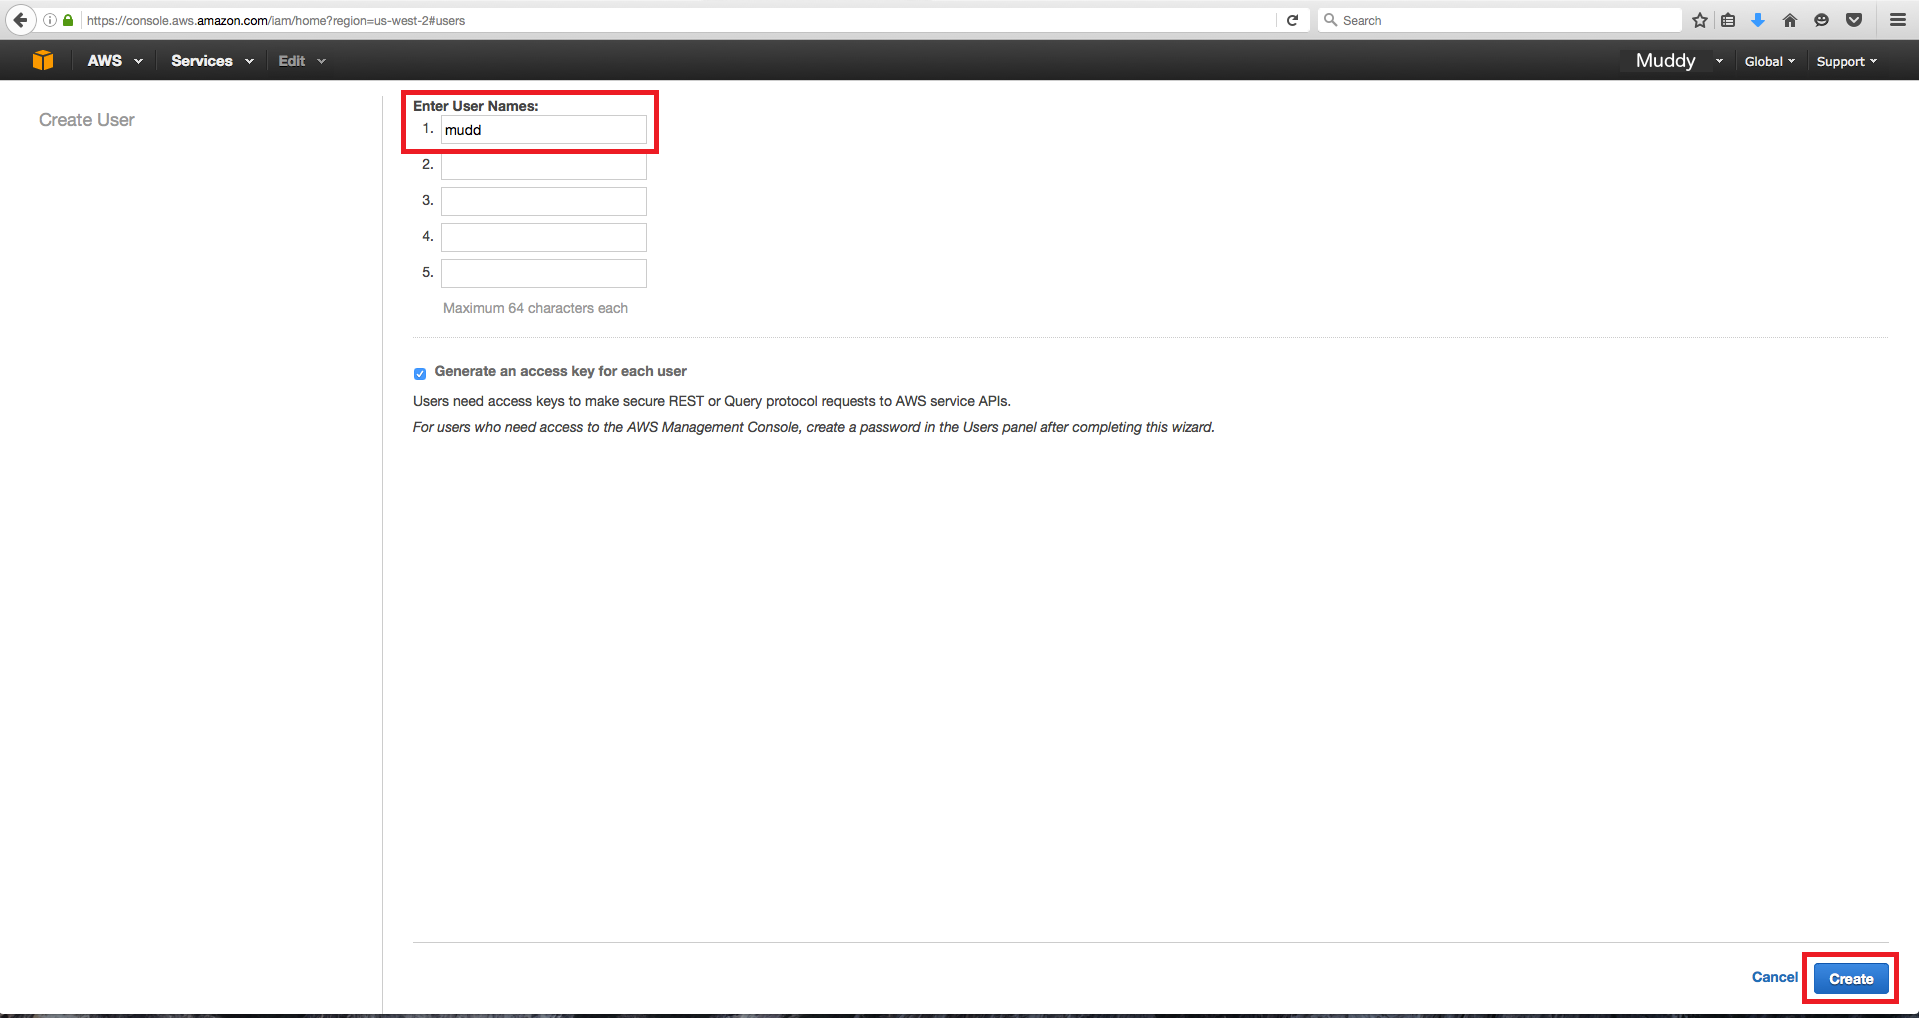 https://console.aws.amazon.com/iam/home?region=us-west-2#users
Search
AWS Services Edit Muddy Global Support
Create User
Enter User Names:
1. mudd
2.
3.
4.
5.
Maximum 64 characters each
Generate an access key for each user
Users need access keys to make secure REST or Query protocol requests to AWS service APIs.
For users who need access to the AWS Management Console, create a password in the Users panel after completing this wizard.
Cancel Create